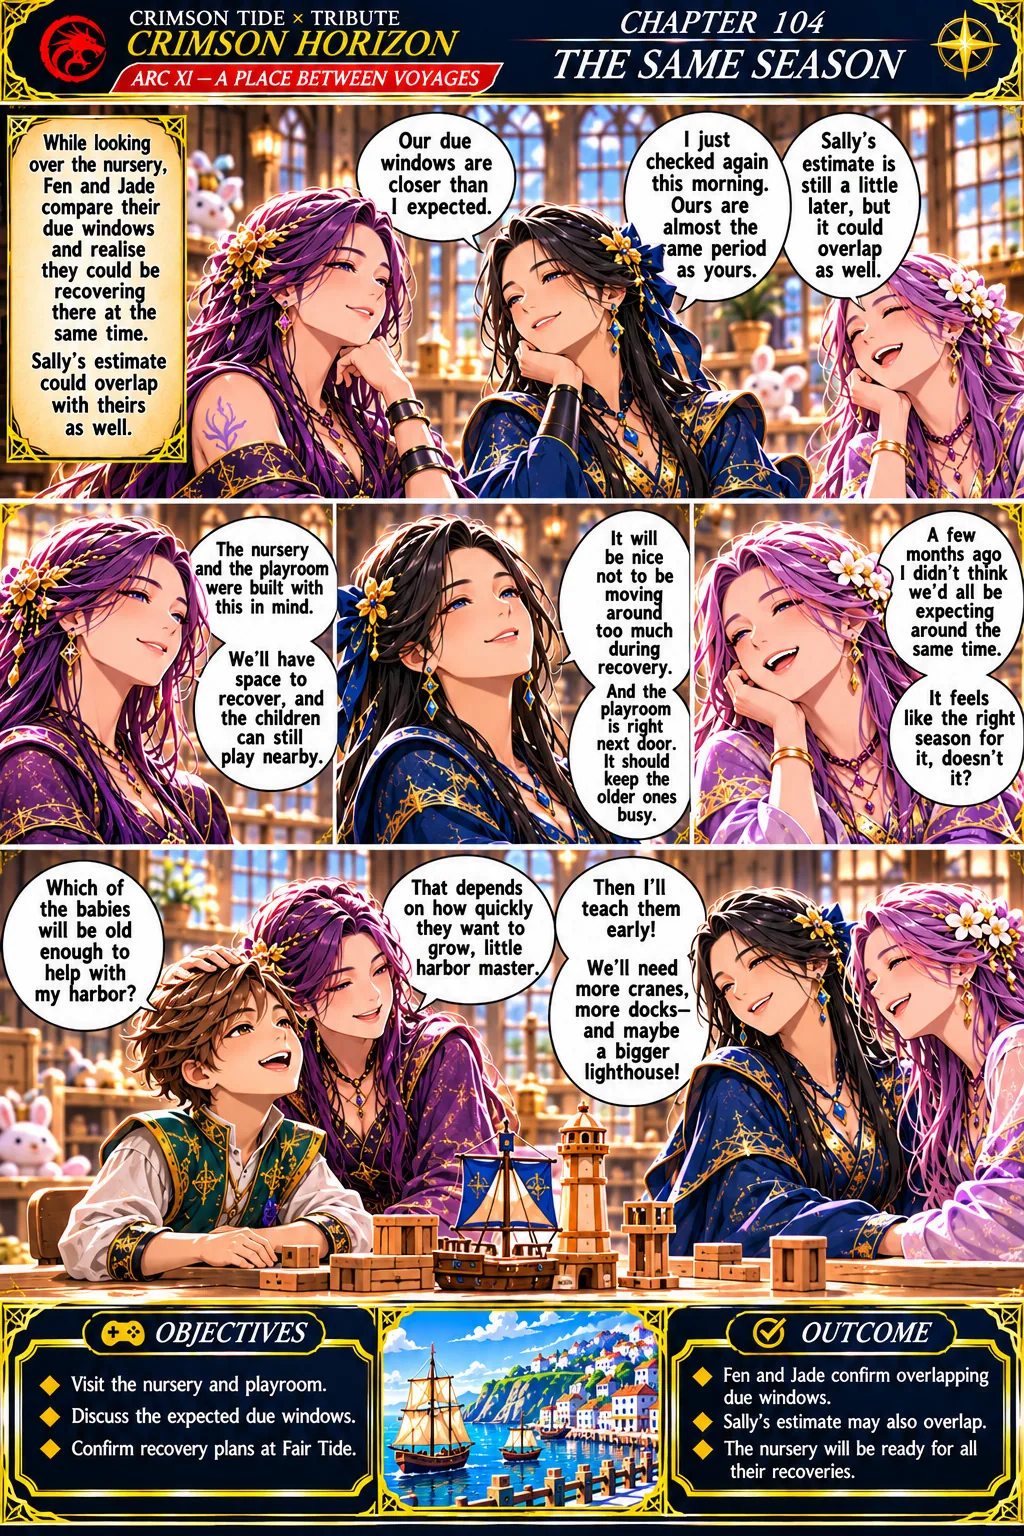 CRIMSON TIDE × TRIBUTE
CRIMSON HORIZON
ARC XI – A PLACE BETWEEN VOYAGES
CHAPTER 104
THE SAME SEASON
While looking
over the nursery,
Fen and Jade
compare their
due windows
and realise
they could be
recovering
there at the
same time.
Sally's estimate
could overlap
with theirs
as well.
Our due
windows are
closer than
I expected.
I just
checked again
this morning.
Ours are
almost the
same period
as yours.
Sally's
estimate is
still a little
later, but
it could
overlap
as well.
The nursery
and the playroom
were built with
this in mind.
We'll have
space to
recover, and
the children
can still
play nearby.
It will
be nice
not to be
moving
around
too much
during
recovery.
And the
playroom
is right
next door.
It should
keep the
older ones
busy.
A few
months ago
I didn't think
we'd all be
expecting
around the
same time.
It feels
like the right
season for
it, doesn't
it?
Which of
the babies
will be old
enough to
help with
my harbor?
That depends
on how quickly
they want to
grow, little
harbor master.
Then I'll
teach them
early!
We'll need
more cranes,
more docks—
and maybe
a bigger
lighthouse!
OBJECTIVES
Visit the nursery and playroom.
Discuss the expected due windows.
Confirm recovery plans at Fair Tide.
OUTCOME
Fen and Jade confirm overlapping
due windows.
Sally's estimate may also overlap.
The nursery will be ready for all
their recoveries.